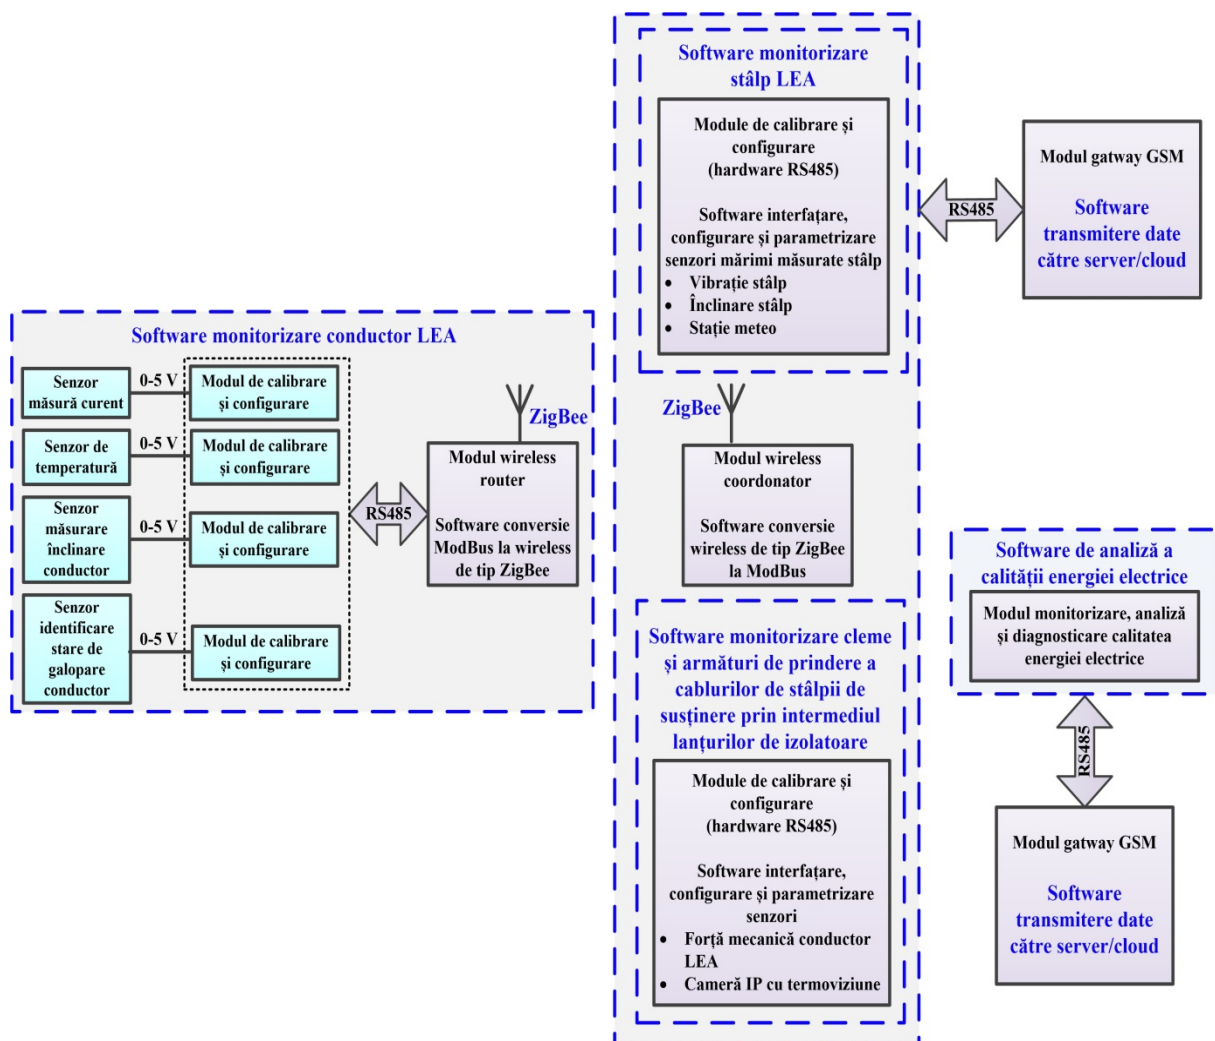 Software monitorizare
stâlp LEA
Module de calibrare și
configurare
(hardware RS485)
Software interfațare,
configurare și parametrizare
senzori mărimi măsurate stâlp
• Vibrație stâlp
• Înclinare stâlp
• Stație meteo
RS485
Modul gatway GSM
Software
transmitere date
către server/cloud
Software monitorizare conductor LEA
Senzor
măsură curent
0-5 V
Modul de calibrare
și configurare
Senzor de
temperatură
0-5 V
Modul de calibrare
și configurare
Senzor
măsurare
înclinare
conductor
0-5 V
Modul de calibrare
și configurare
Senzor
identificare
stare de
galopare
conductor
0-5 V
Modul de calibrare
și configurare
RS485
ZigBee
Modul wireless
router
Software conversie
ModBus la wireless
de tip ZigBee
ZigBee
Modul wireless
coordonator
Software conversie
wireless de tip ZigBee
la ModBus
Software monitorizare cleme
și armături de prindere a
cablurilor de stâlpii de
susținere prin intermediul
lanțurilor de izolatoare
Module de calibrare și
configurare
(hardware RS485)
Software interfațare,
configurare și parametrizare
senzori
• Forță mecanică conductor
LEA
• Cameră IP cu termoviziune
Software de analiză a
calității energiei electrice
Modul monitorizare, analiză
și diagnosticare calitatea
energiei electrice
RS485
Modul gatway GSM
Software
transmitere date
către server/cloud